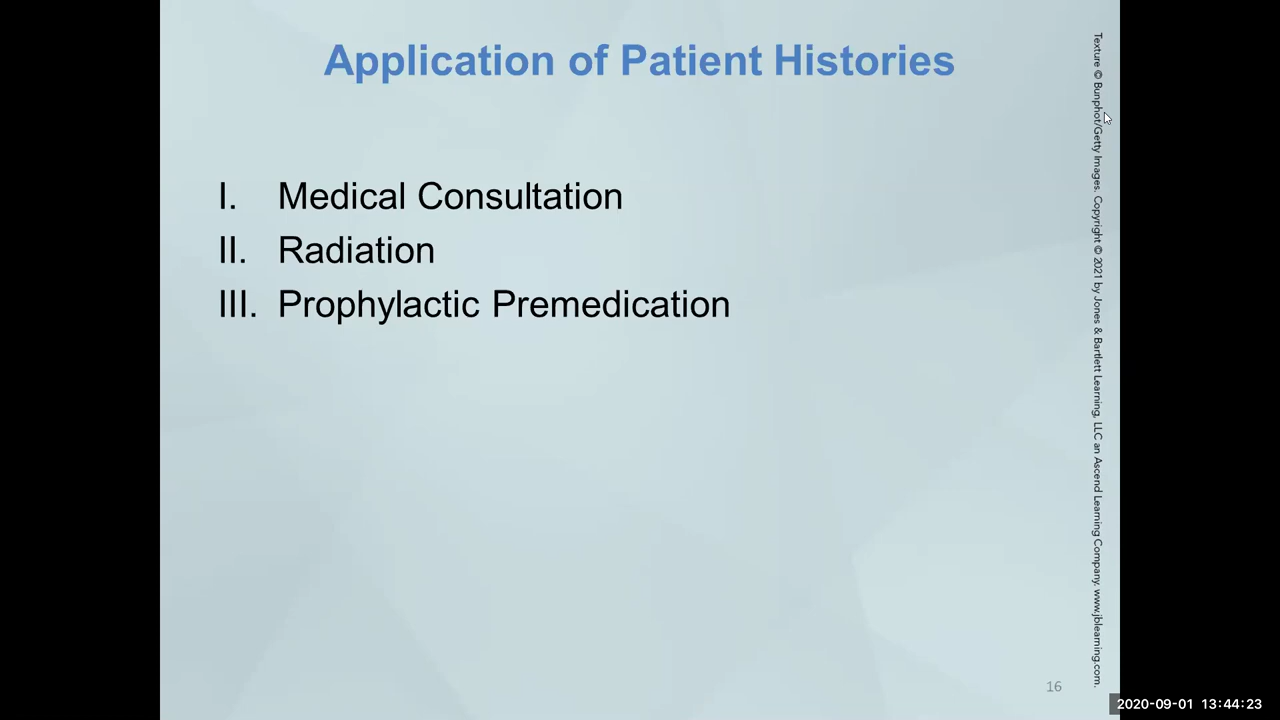 Application of Patient Histories
I. Medical Consultation
II. Radiation
III. Prophylactic Premedication
Texture © Bunphot/Getty Images. Copyright © 2021 by Jones & Bartlett Learning, LLC an Ascend Learning Company. www.jblearning.com.
16
2020-09-01 13:44:23